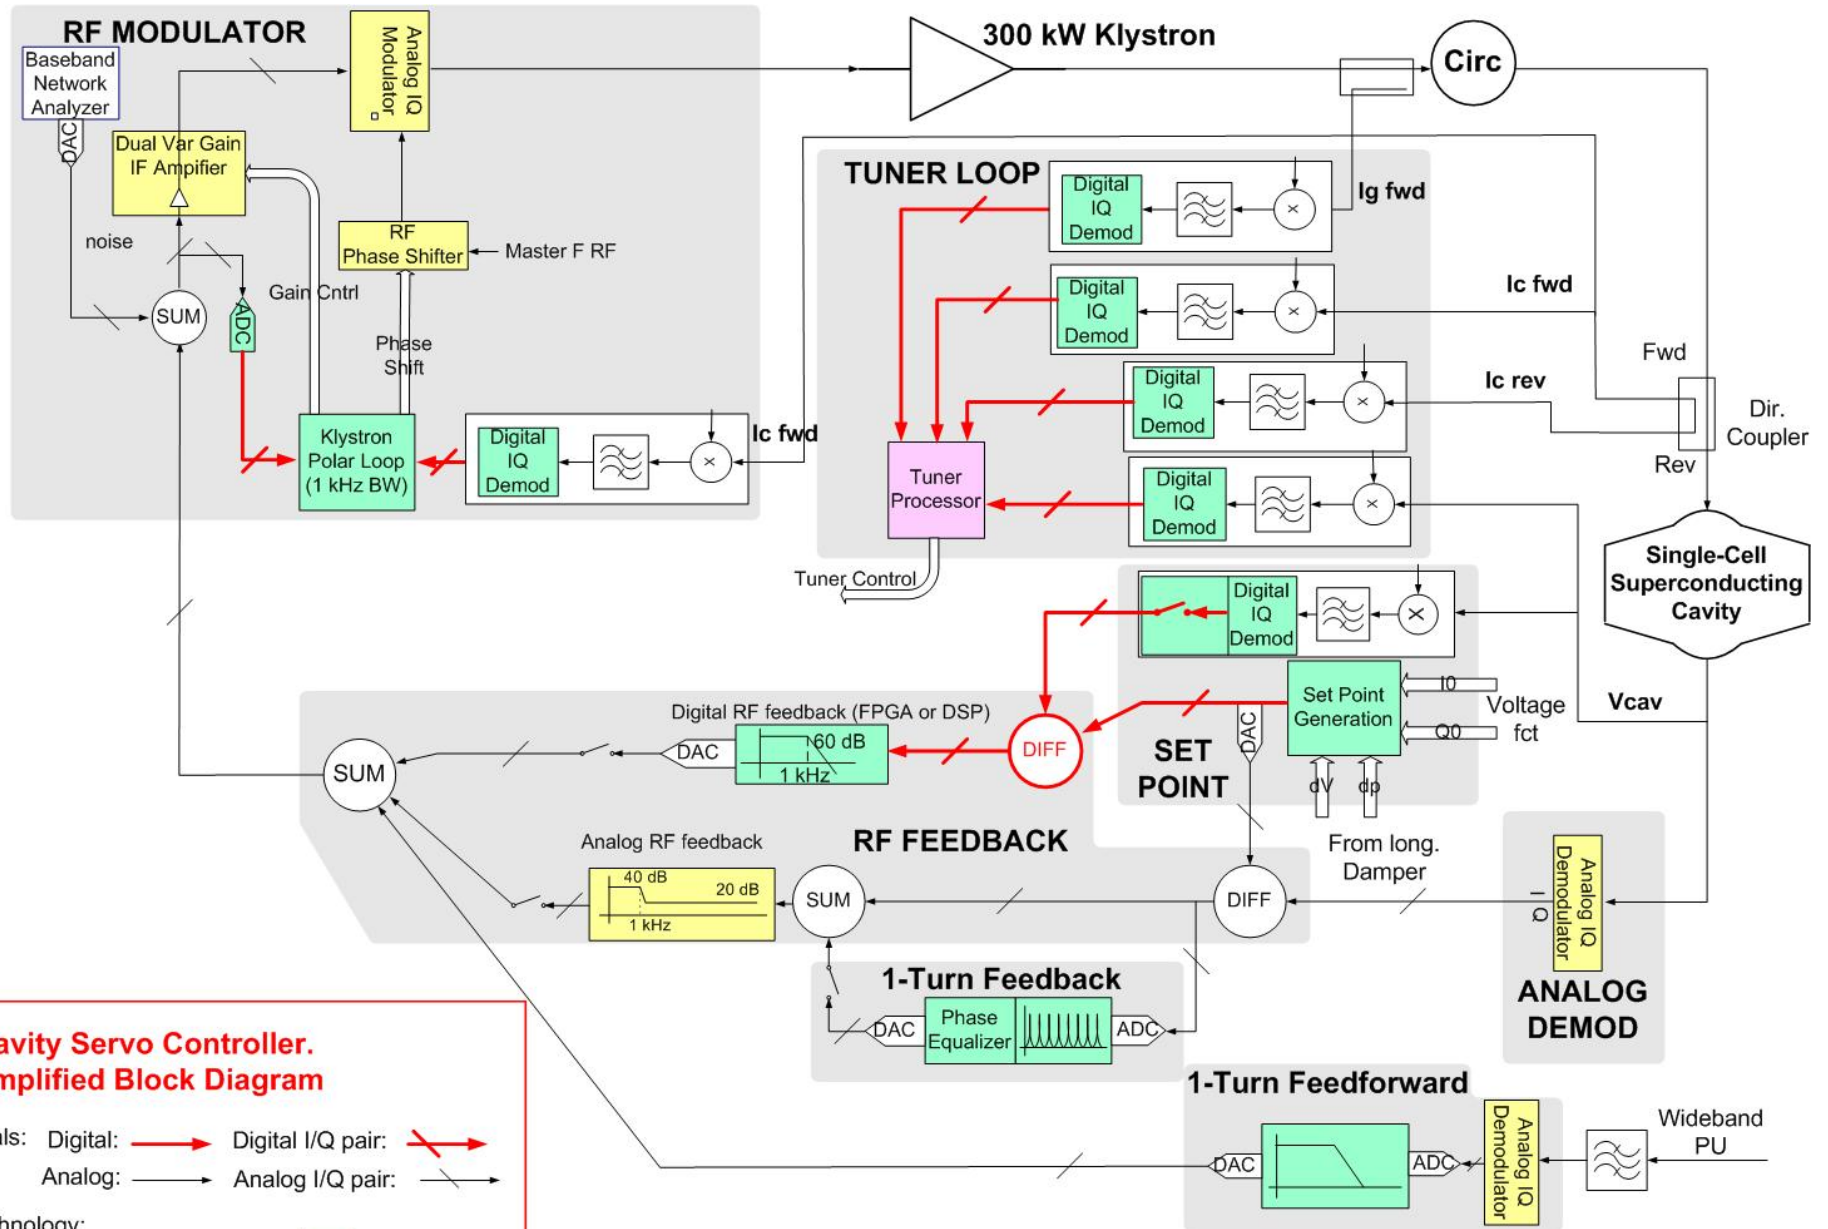 RF MODULATOR
Baseband
Network
Analyzer
DAC
Dual Var Gain
IF Ampifier
noise
SUM
ADC
Gain Cntrl
Analog IQ
Modulator
RF
Phase Shifter
Master F RF
Phase
Shift
Klystron
Polar Loop
(1 kHz BW)
Digital
IQ
Demod
x
Ic fwd
300 kW Klystron
Circ
TUNER LOOP
Digital
IQ
Demod
x
Ig fwd
Digital
IQ
Demod
x
Ic fwd
Digital
IQ
Demod
x
Ic rev
Digital
IQ
Demod
x
Tuner
Processor
Tuner Control
Fwd
Dir.
Coupler
Rev
Single-Cell
Superconducting
Cavity
Digital
IQ
Demod
X
Set Point
Generation
I0
Q0
Voltage
fct
Vcav
dV
dp
DAC
SET
POINT
From long.
Damper
Digital RF feedback (FPGA or DSP)
SUM
DAC
60 dB
1 kHz
DIFF
RF FEEDBACK
Analog RF feedback
40 dB
20 dB
1 kHz
SUM
DIFF
I Q
Analog IQ
Demodulator
ANALOG
DEMOD
1-Turn Feedback
DAC
Phase
Equalizer
ADC
1-Turn Feedforward
DAC
ADC
Analog IQ
Demodulator
Wideband
PU
avity Servo Controller.
mplified Block Diagram
ls: Digital: Digital I/Q pair:
Analog: Analog I/Q pair:
hnology: